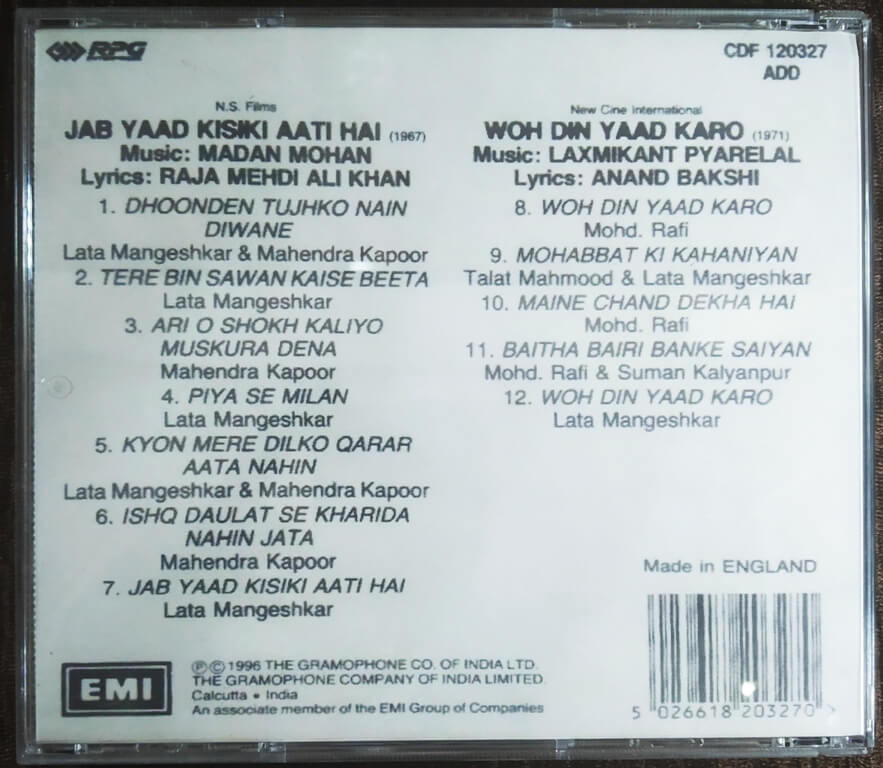 RPG
CDF 120327
ADD
N.S. Films
JAB YAAD KISIKI AATI HAI (1967)
Music: MADAN MOHAN
Lyrics: RAJA MEHDI ALI KHAN
1. DHOONDEN TUJHKO NAIN
DIWANE
Lata Mangeshkar & Mahendra Kapoor
2. TERE BIN SAWAN KAISE BEETA
Lata Mangeshkar
3. ARI O SHOKH KALIYO
MUSKURA DENA
Mahendra Kapoor
4. PIYA SE MILAN
Lata Mangeshkar
5. KYON MERE DILKO QARAR
AATA NAHIN
Lata Mangeshkar & Mahendra Kapoor
6. ISHQ DAULAT SE KHARIDA
NAHIN JATA
Mahendra Kapoor
7. JAB YAAD KISIKI AATI HAI
Lata Mangeshkar
New Cine International
WOH DIN YAAD KARO (1971)
Music: LAXMIKANT PYARELAL
Lyrics: ANAND BAKSHI
8. WOH DIN YAAD KARO
Mohd. Rafi
9. MOHABBAT KI KAHANIYAN
Talat Mahmood & Lata Mangeshkar
10. MAINE CHAND DEKHA HAI
Mohd. Rafi
11. BAITHA BAIRI BANKE SAIYAN
Mohd. Rafi & Suman Kalyanpur
12. WOH DIN YAAD KARO
Lata Mangeshkar
Made in ENGLAND
5 026618 203270 >
EMI
℗© 1996 THE GRAMOPHONE CO. OF INDIA LTD.
THE GRAMOPHONE COMPANY OF INDIA LIMITED
Calcutta • India
An associate member of the EMI Group of Companies